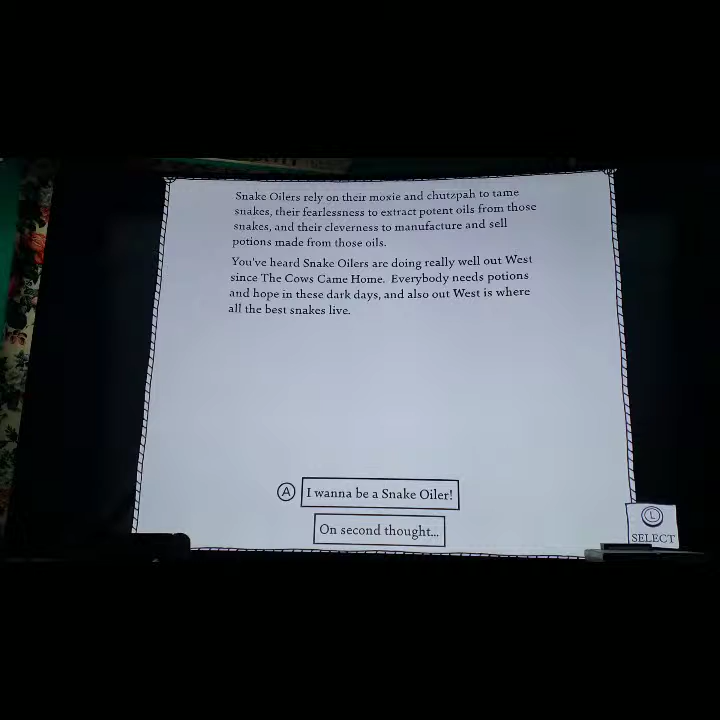 Snake Oilers rely on their moxie and chutzpah to tame
snakes, their fearlessness to extract potent oils from those
snakes, and their cleverness to manufacture and sell
potions made from those oils.
You've heard Snake Oilers are doing really well out West
since The Cows Came Home. Everybody needs potions
and hope in these dark days, and also out West is where
all the best snakes live.
A I wanna be a Snake Oiler!
On second thought...
L
SELECT